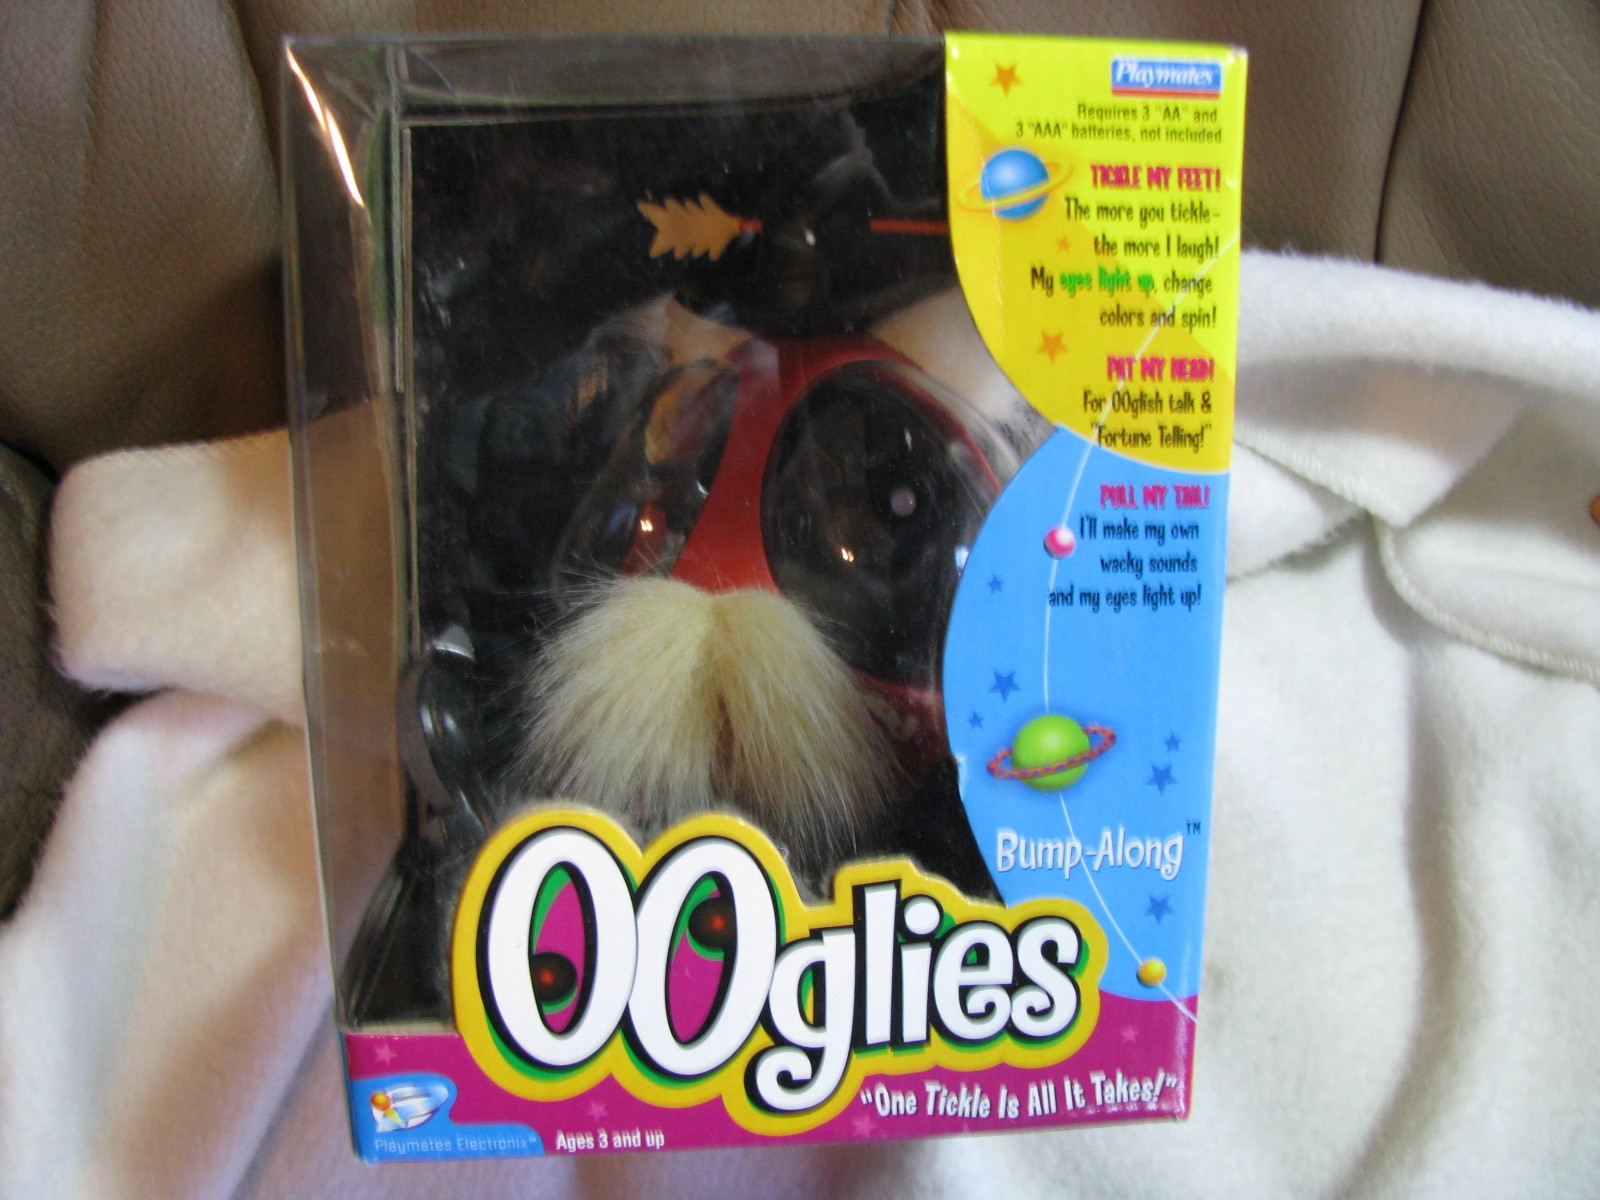 Playmates
Requires 3 "AA" and
3 "AAA" batteries, not included
TICKLE MY FEET!
The more you tickle-
the more I laugh!
My eyes light up, change
colors and spin!
PAT MY HEAD!
For OOglish talk &
"Fortune Telling!"
PULL MY TAIL!
I'll make my own
wacky sounds
and my eyes light up!
Bump-Along™
OOglies
"One Tickle Is All It Takes!"
Playmates Electronix™
Ages 3 and up